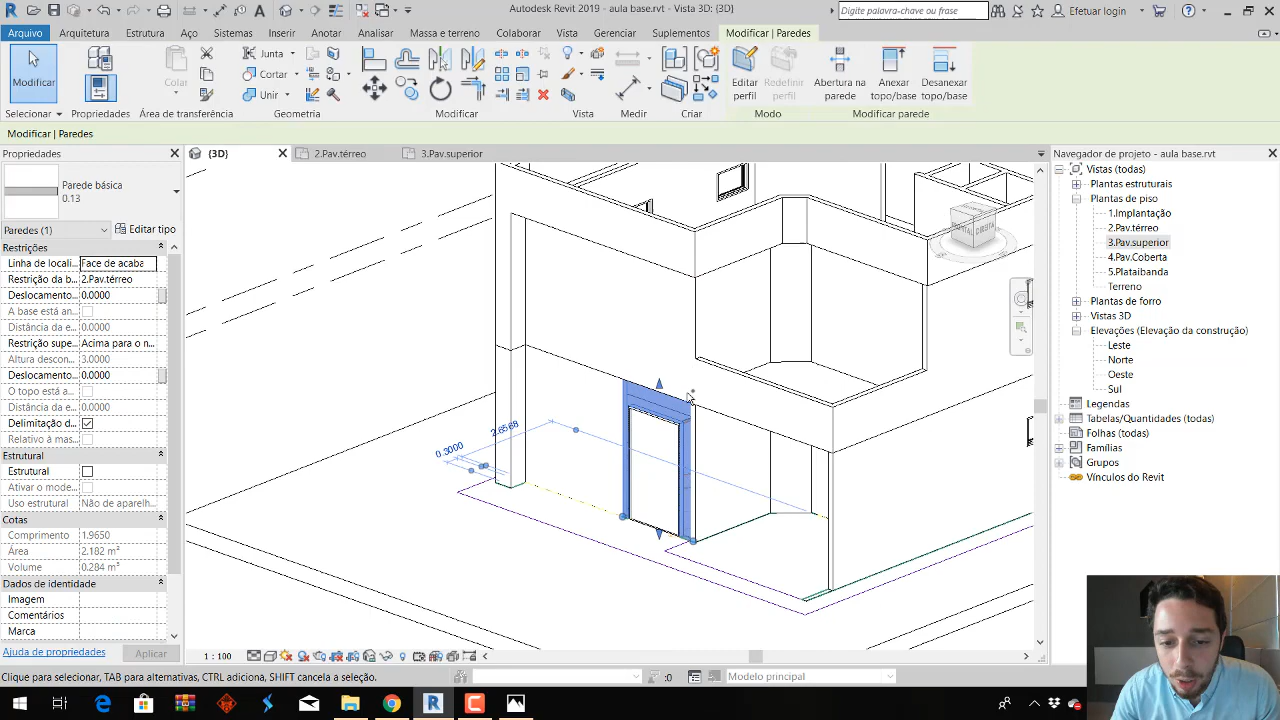 Autodesk Revit 2019 - aula base.rvt - Vista 3D: {3D}
Digite palavra-chave ou frase
Efetuar login
Arquivo Arquitetura Estrutura Aço Sistemas Inserir Anotar Analisar Massa e terreno Colaborar Vista Gerenciar Suplementos Modificar | Paredes
Modificar
Colar
Junta
Cortar
Unir
Editar perfil
Redefinir perfil
Abertura na parede
Anexar topo/base
Desanexar topo/base
Selecionar Propriedades Área de transferência Geometria Modificar Vista Medir Criar Modo Modificar parede
Modificar | Paredes
Propriedades
{3D} 2.Pav.térreo 3.Pav.superior
Navegador de projeto - aula base.rvt
Parede básica
0.13
Paredes (1) Editar tipo
Restrições
Linha de locali... Face de acaba
Restrição da b... 2.Pav.térreo
Deslocamento... 0.0000
A base está an...
Distância da e... 0.0000
Restrição supe... Acima para o n...
Altura descon... 3.0000
Deslocamento... 0.0000
O topo está a...
Distância da e... 0.0000
Delimitação d...
Relativo à mas...
Estrutural
Estrutural
Ativar o mode...
Uso estrutural Não de aparelh...
Cotas
Comprimento 1.9650
Área 2.182 m²
Volume 0.284 m³
Dados de identidade
Imagem
Comentários
Marca
Ajuda de propriedades Aplicar
0.3000
2.6568
DIREITA
Vistas (todas)
Plantas estruturais
Plantas de piso
1.Implantação
2.Pav.térreo
3.Pav.superior
4.Pav.Coberta
5.Plataibanda
Terreno
Plantas de forro
Vistas 3D
Elevações (Elevação da construção)
Leste
Norte
Oeste
Sul
Legendas
Tabelas/Quantidades (todas)
Folhas (todas)
Famílias
Grupos
Vínculos do Revit
1 : 100
Clique para selecionar, TAB para alternativas, CTRL adiciona, SHIFT cancela a seleção.
:0
Modelo principal